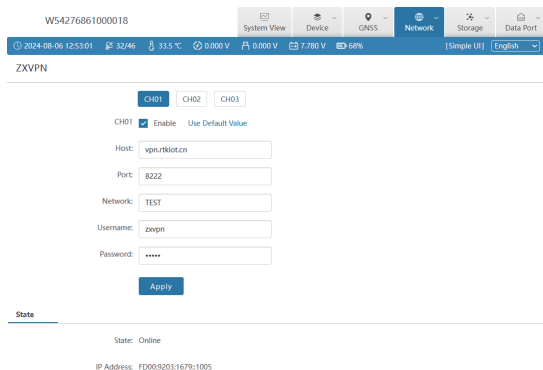 W54276861000018
System View
Device
GNSS
Network
Storage
Data Port
2024-08-06 12:53:01 32/46 33.5 ℃ 0.000 V 0.000 V 7.780 V 68% [Simple UI] English
ZXVPN
CH01 CH02 CH03
CH01 Enable Use Default Value
Host: vpn.rtkiot.cn
Port: 8222
Network: TEST
Username: zxvpn
Password: •••••
Apply
State
State: Online
IP Address: FD00:9203:1679::1005